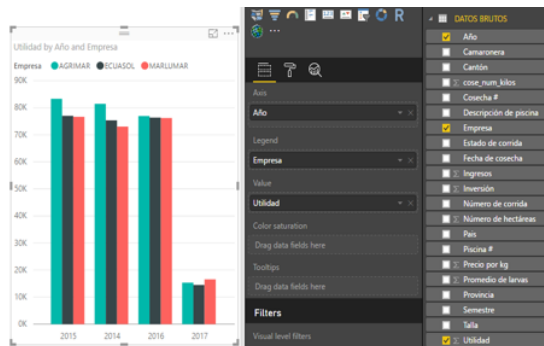 Utilidad by Año and Empresa
Empresa AGRIMAR ECUASOL MARLUMAR
90K
80K
70K
60K
50K
40K
30K
20K
10K
0K
2015 2014 2016 2017
R
Axis
Año
Legend
Empresa
Value
Utilidad
Color saturation
Drag data fields here
Tooltips
Drag data fields here
Filters
Visual level filters
DATOS BRUTOS
Año
Camaronera
Cantón
Σ cose_num_kilos
Cosecha #
Descripción de piscina
Empresa
Estado de corrida
Fecha de cosecha
Σ Ingresos
Σ Inversión
Número de corrida
Σ Número de hectáreas
Pais
Piscina #
Σ Precio por kg
Σ Promedio de larvas
Provincia
Semestre
Talla
Σ Utilidad